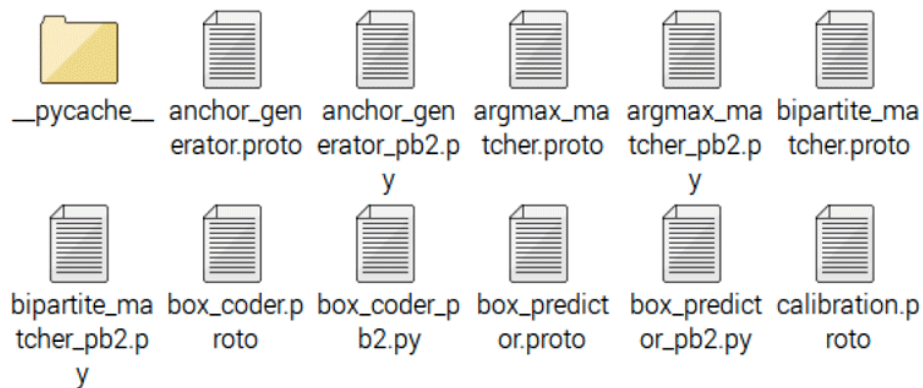 __pycache__ anchor_gen anchor_gen argmax_ma argmax_ma bipartite_ma
erator.proto erator_pb2.p tcher.proto tcher_pb2.p tcher.proto
y y
bipartite_ma box_coder.p box_coder_p box_predict box_predict calibration.p
tcher_pb2.p roto b2.py or.proto or_pb2.py roto
y